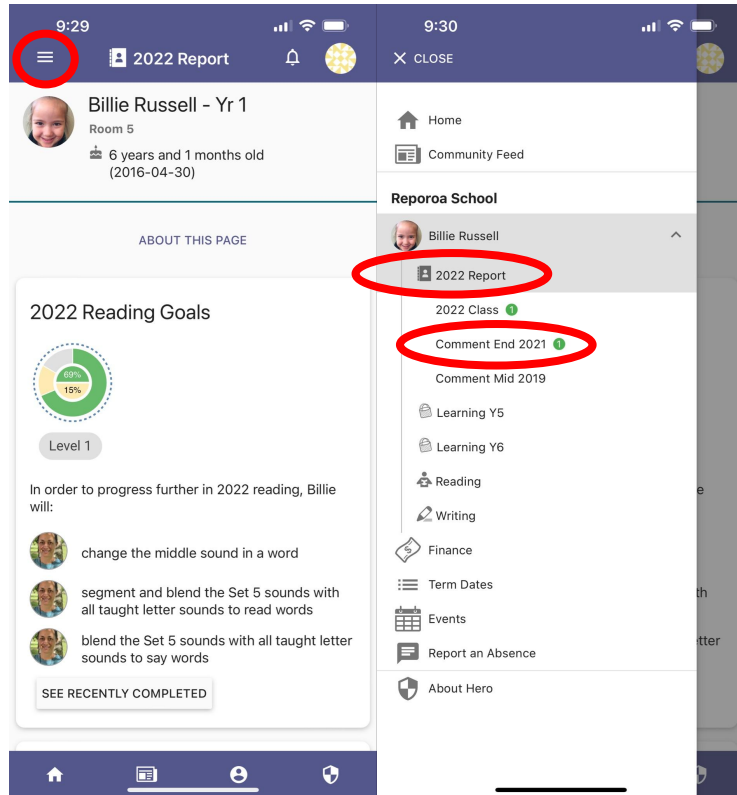 9:29
2022 Report
Billie Russell - Yr 1
Room 5
6 years and 1 months old
(2016-04-30)
ABOUT THIS PAGE
2022 Reading Goals
69%
15%
Level 1
In order to progress further in 2022 reading, Billie
will:
change the middle sound in a word
segment and blend the Set 5 sounds with
all taught letter sounds to read words
blend the Set 5 sounds with all taught letter
sounds to say words
SEE RECENTLY COMPLETED
9:30
CLOSE
Home
Community Feed
Reporoa School
Billie Russell
2022 Report
2022 Class 1
Comment End 2021 1
Comment Mid 2019
Learning Y5
Learning Y6
Reading
Writing
Finance
Term Dates
Events
Report an Absence
About Hero
e
th
tter